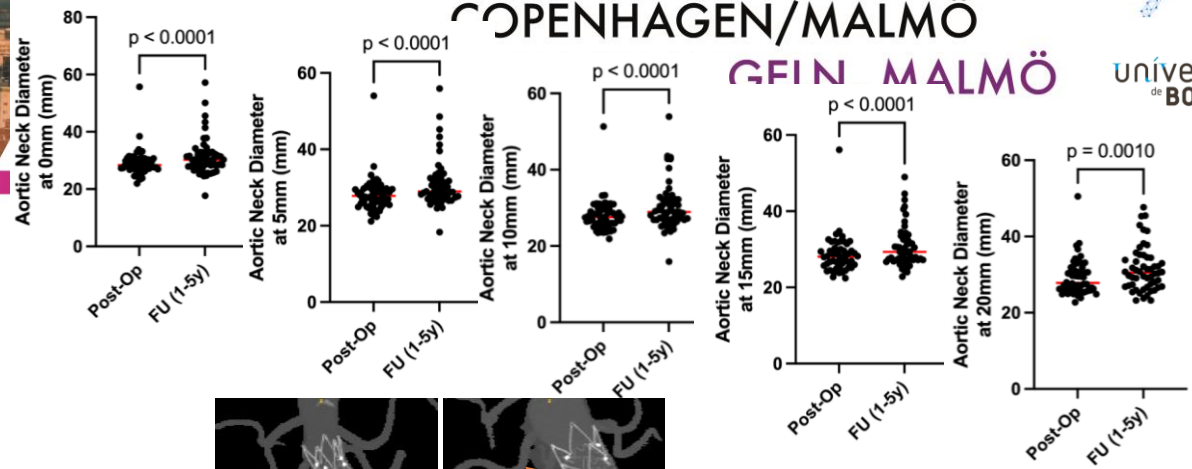 COPENHAGEN/MALMÖ
MALMÖ
de BO
Aortic Neck Diameter
at 0mm (mm)
80
60
40
20
0
p < 0.0001
Post-Op
FU (1-5y)
Aortic Neck Diameter
at 5mm (mm)
60
40
20
0
p < 0.0001
Post-Op
FU (1-5y)
Aortic Neck Diameter
at 10mm (mm)
60
40
20
0
p < 0.0001
Post-Op
FU (1-5y)
Aortic Neck Diameter
at 15mm (mm)
60
40
20
0
p < 0.0001
Post-Op
FU (1-5y)
Aortic Neck Diameter
at 20mm (mm)
60
40
20
0
p = 0.0010
Post-Op
FU (1-5y)